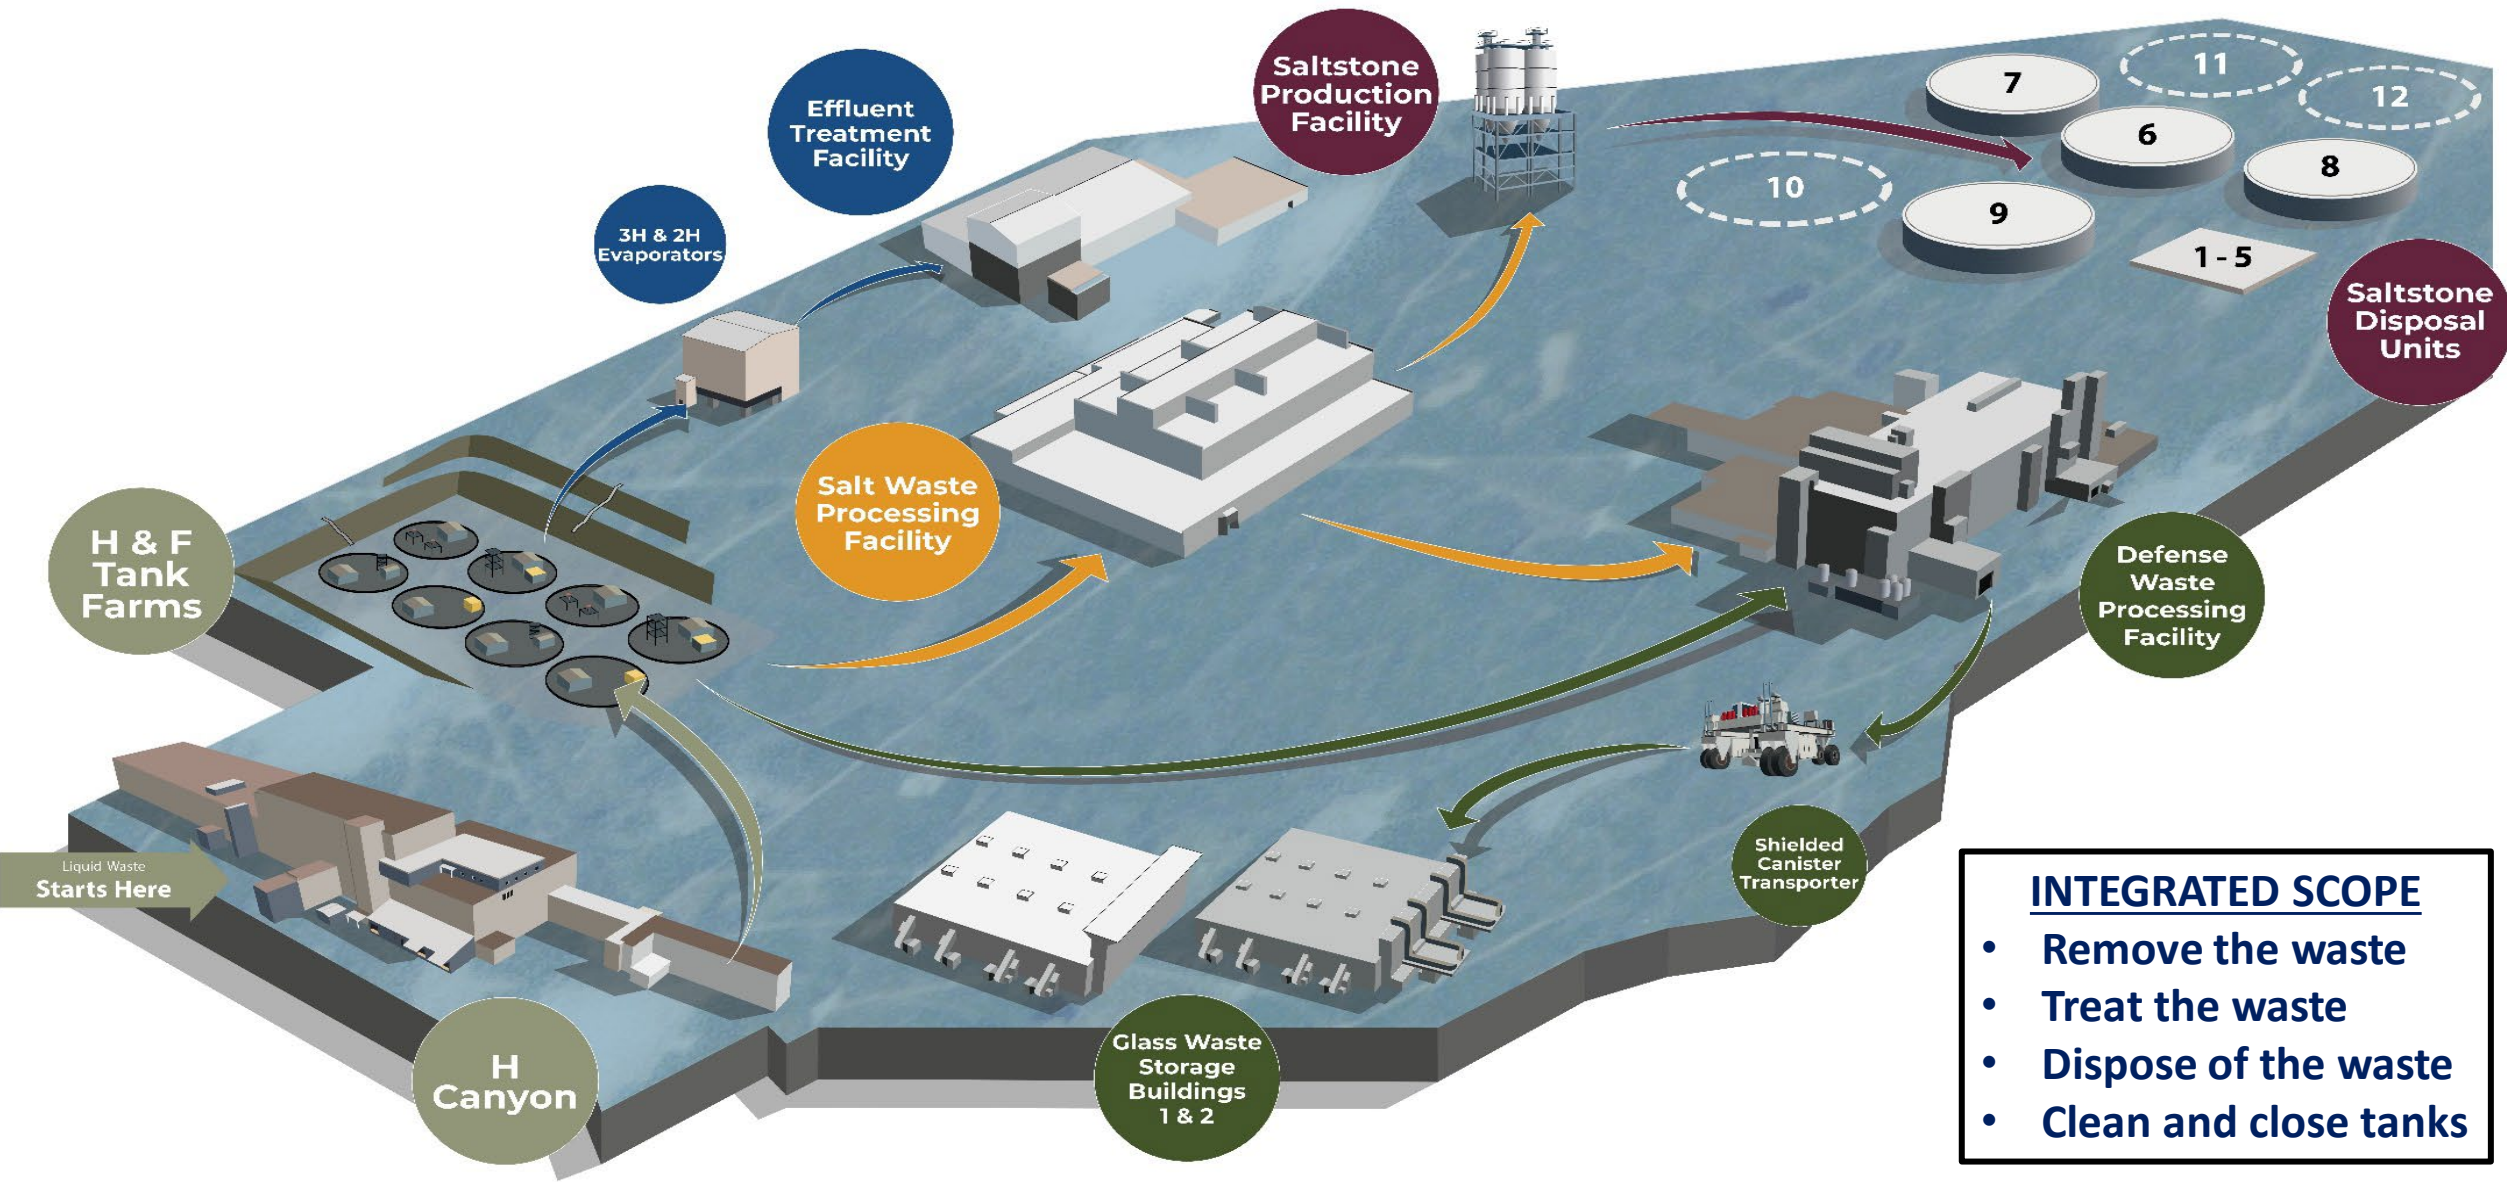 Saltstone
Production
Facility
Effluent
Treatment
Facility
3H & 2H
Evaporators
7
11
12
6
8
10
9
1 - 5
Saltstone
Disposal
Units
H & F
Tank
Farms
Salt Waste
Processing
Facility
Defense
Waste
Processing
Facility
Liquid Waste
Starts Here
Shielded
Canister
Transporter
H
Canyon
Glass Waste
Storage
Buildings
1 & 2
INTEGRATED SCOPE
• Remove the waste
• Treat the waste
• Dispose of the waste
• Clean and close tanks